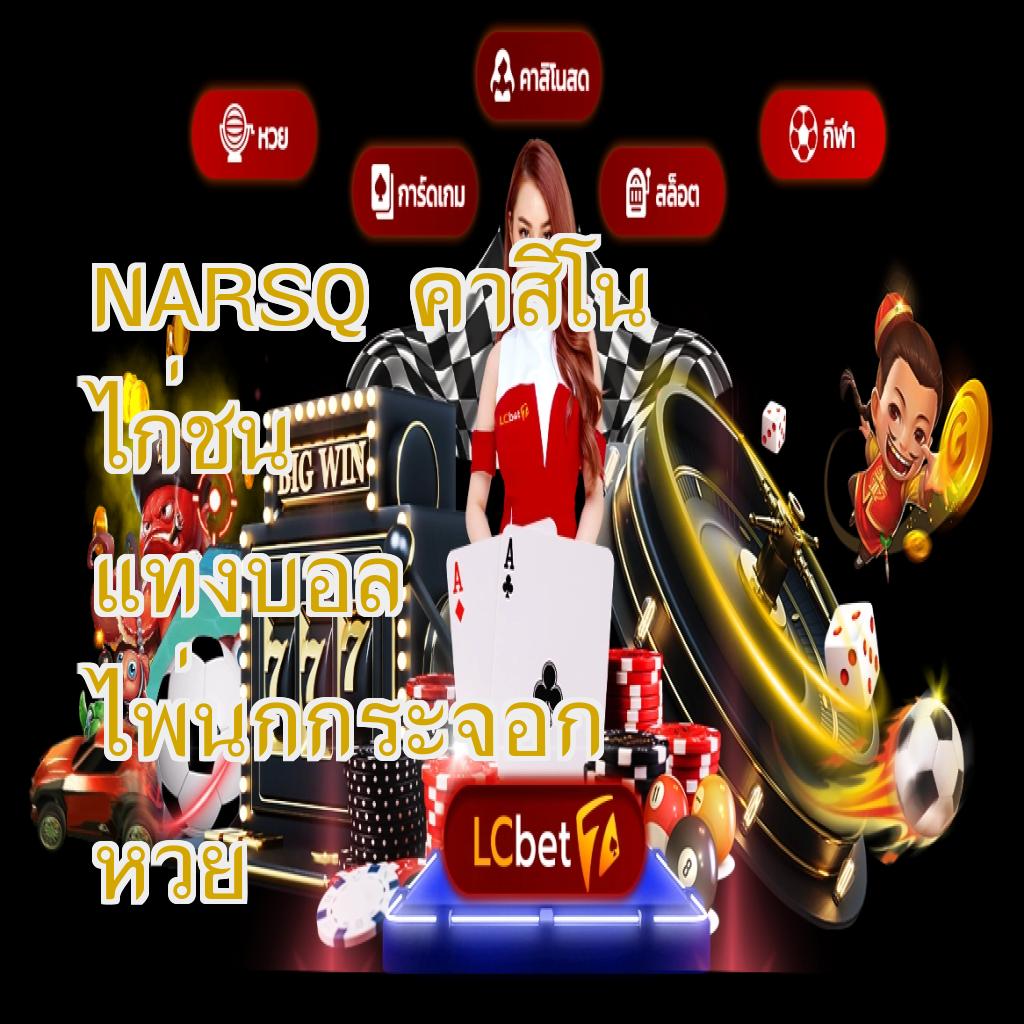 คาสิโนสด
หวย
กีฬา
การ์ดเกม
สล็อต
NARSQ คาสิโน
ไก่ชน
LCbet
BIG WIN
A
A
แทงบอล
777
ไพ่นกกระจอก
11
8
LCbet
หวย
G